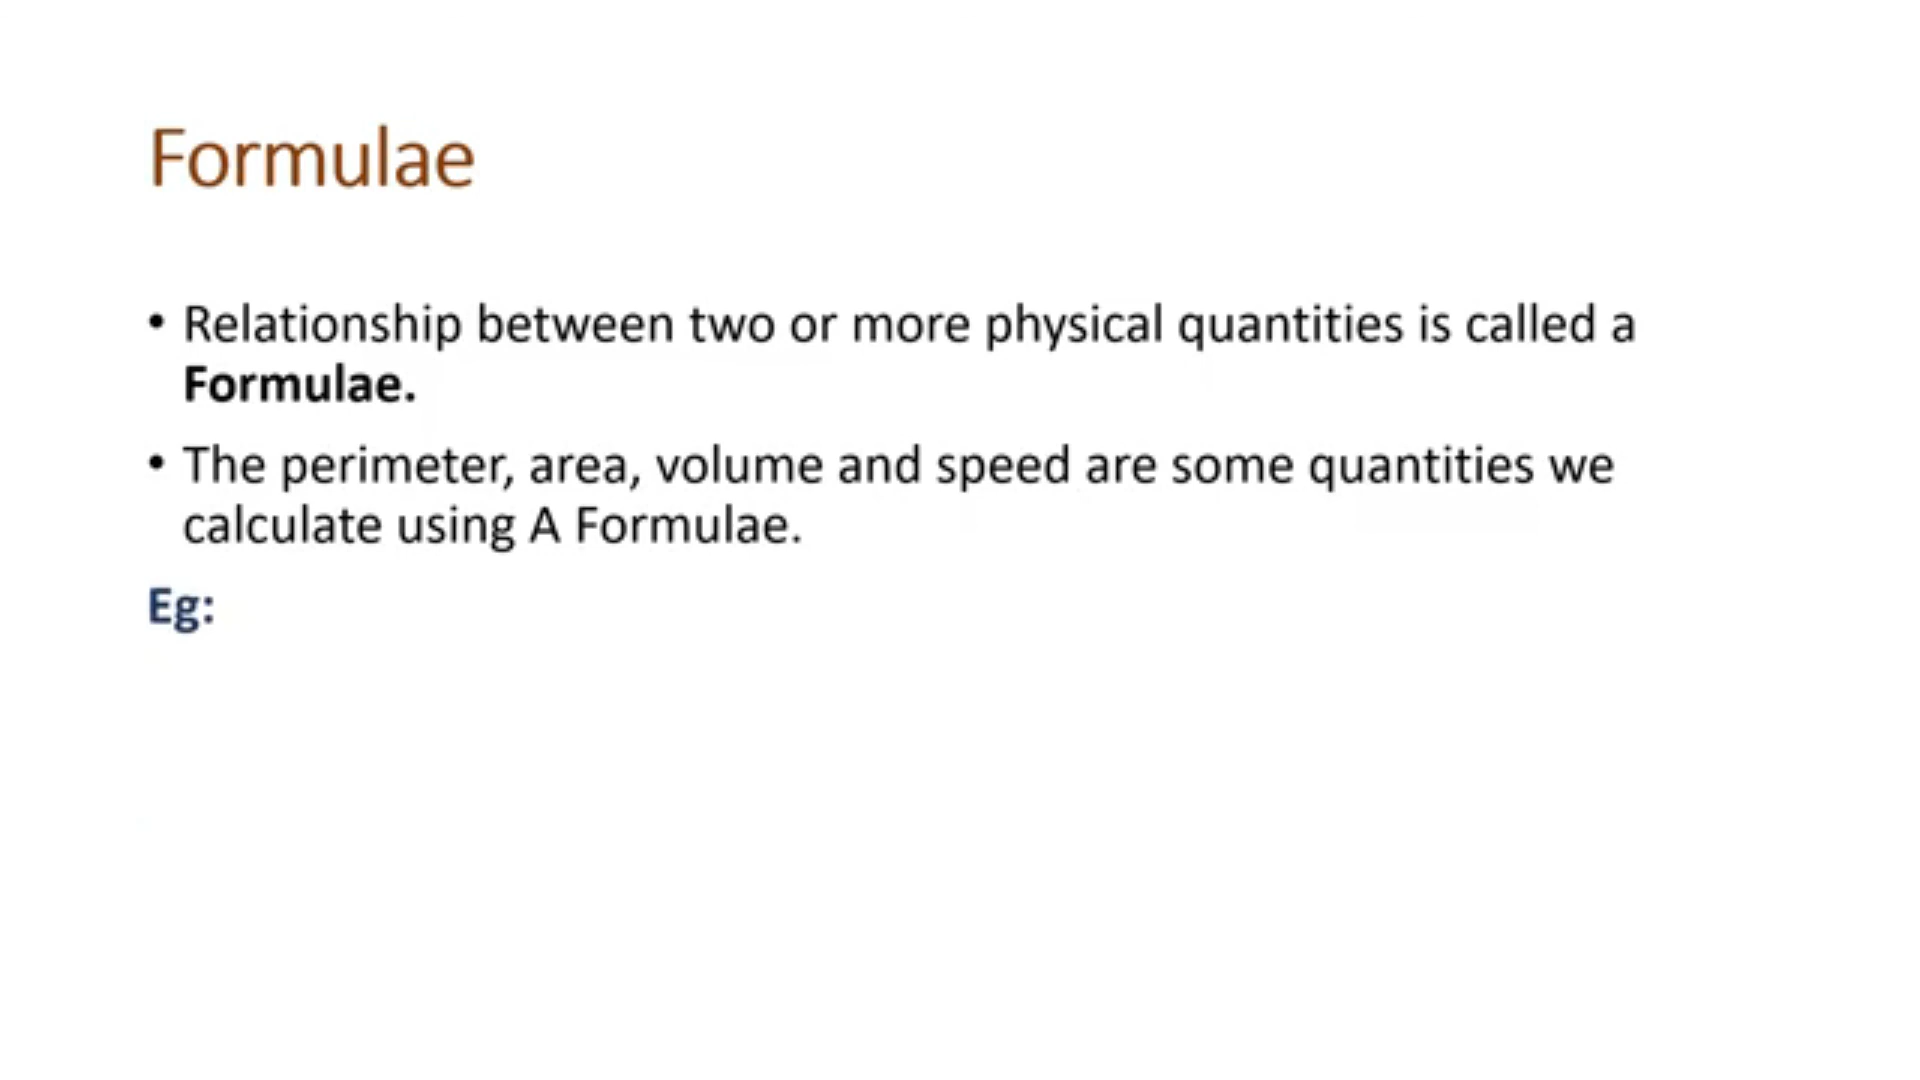 Formulae
• Relationship between two or more physical quantities is called a
Formulae.
• The perimeter, area, volume and speed are some quantities we
calculate using A Formulae.
Eg: